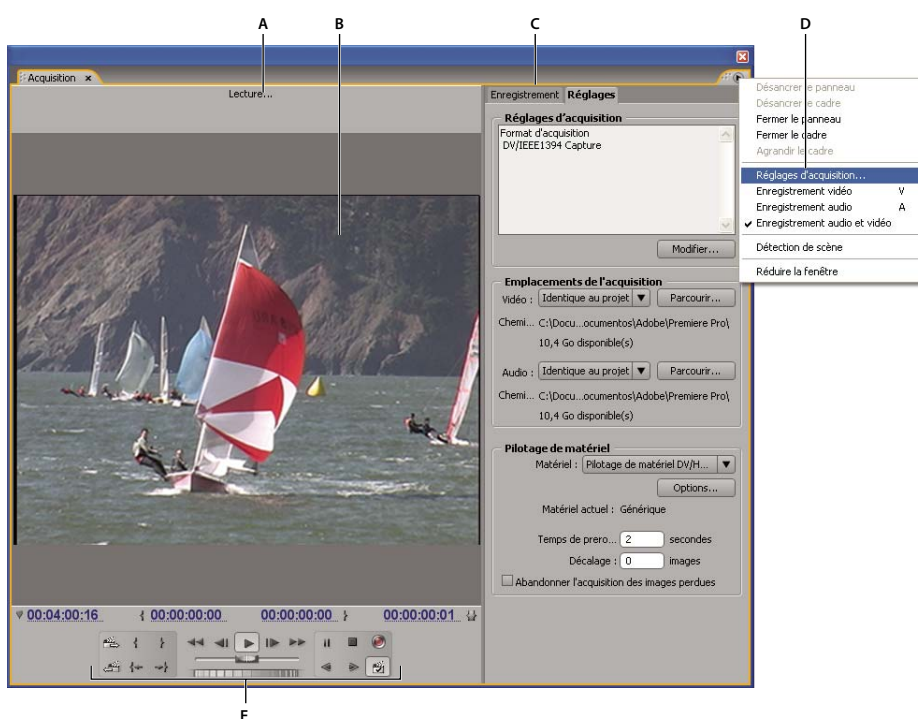 A
B
C
D
Acquisition
Lecture...
Enregistrement Réglages
Réglages d'acquisition
Format d'acquisition
DV/IEEE1394 Capture
Modifier...
Emplacements de l'acquisition
Vidéo : Identique au projet Parcourir...
Chemi... C:\Docu...ocumentos\Adobe\Premiere Pro\
10,4 Go disponible(s)
Audio : Identique au projet Parcourir...
Chemi... C:\Docu...ocumentos\Adobe\Premiere Pro\
10,4 Go disponible(s)
Pilotage de matériel
Matériel : Pilotage de matériel DV/H...
Options...
Matériel actuel : Générique
Temps de prero... 2 secondes
Décalage : 0 images
Abandonner l'acquisition des images perdues
Désancrer le panneau
Désancrer le cadre
Fermer le panneau
Fermer le cadre
Agrandir le cadre
Réglages d'acquisition...
Enregistrement vidéo V
Enregistrement audio A
Enregistrement audio et vidéo
Détection de scène
Réduire la fenêtre
00:04:00:16 { 00:00:00:00 00:00:00:00 } 00:00:00:01